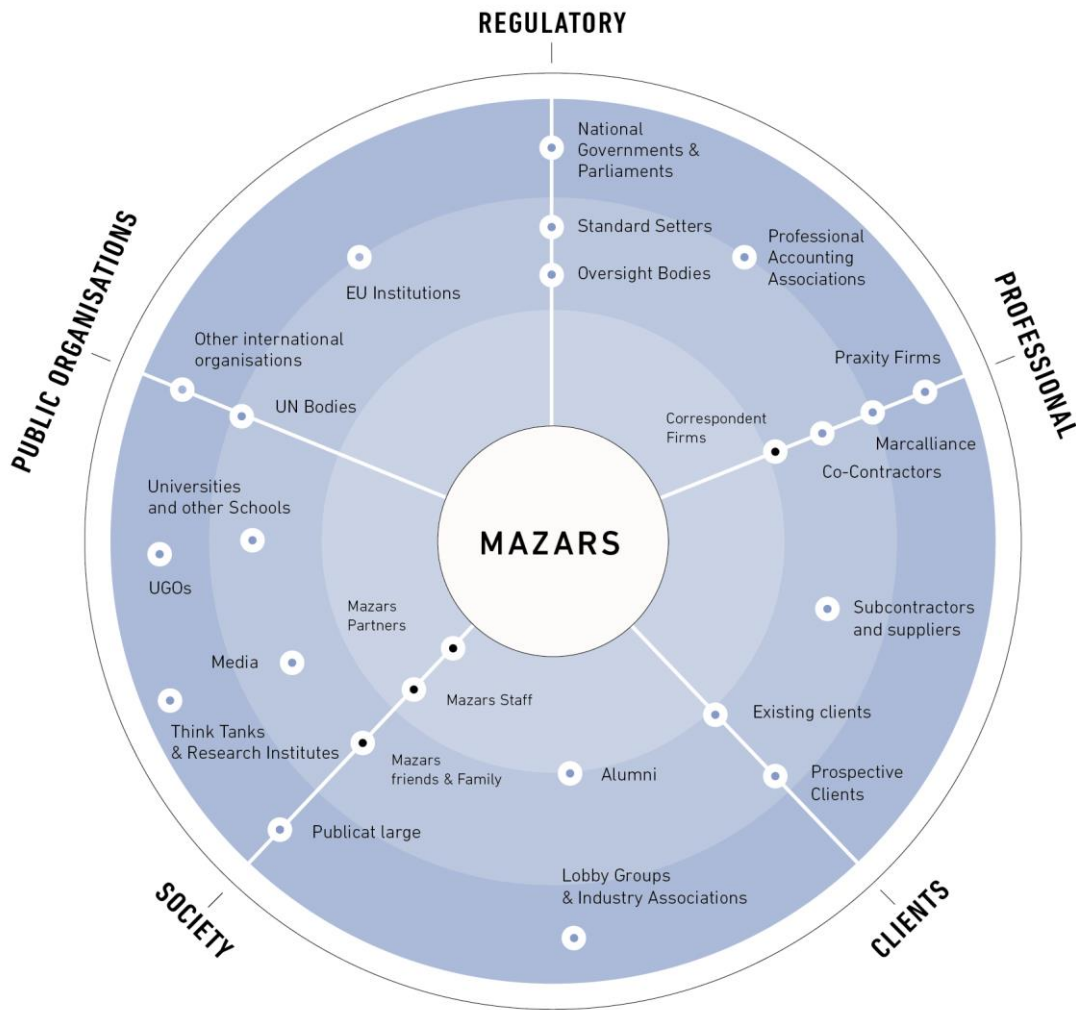 REGULATORY
National
Governments &
Parliaments
Standard Setters
Oversight Bodies
Professional
Accounting
Associations
EU Institutions
PUBLIC ORGANISATIONS
PROFESSIONAL
Other international
organisations
UN Bodies
Praxity Firms
Correspondent
Firms
Marcalliance
Co-Contractors
Universities
and other Schools
UGOs
MAZARS
Subcontractors
and suppliers
Mazars
Partners
Media
Mazars Staff
Existing clients
Think Tanks
& Research Institutes
Mazars
friends & Family
Alumni
Prospective
Clients
Publicat large
Lobby Groups
& Industry Associations
SOCIETY
CLIENTS